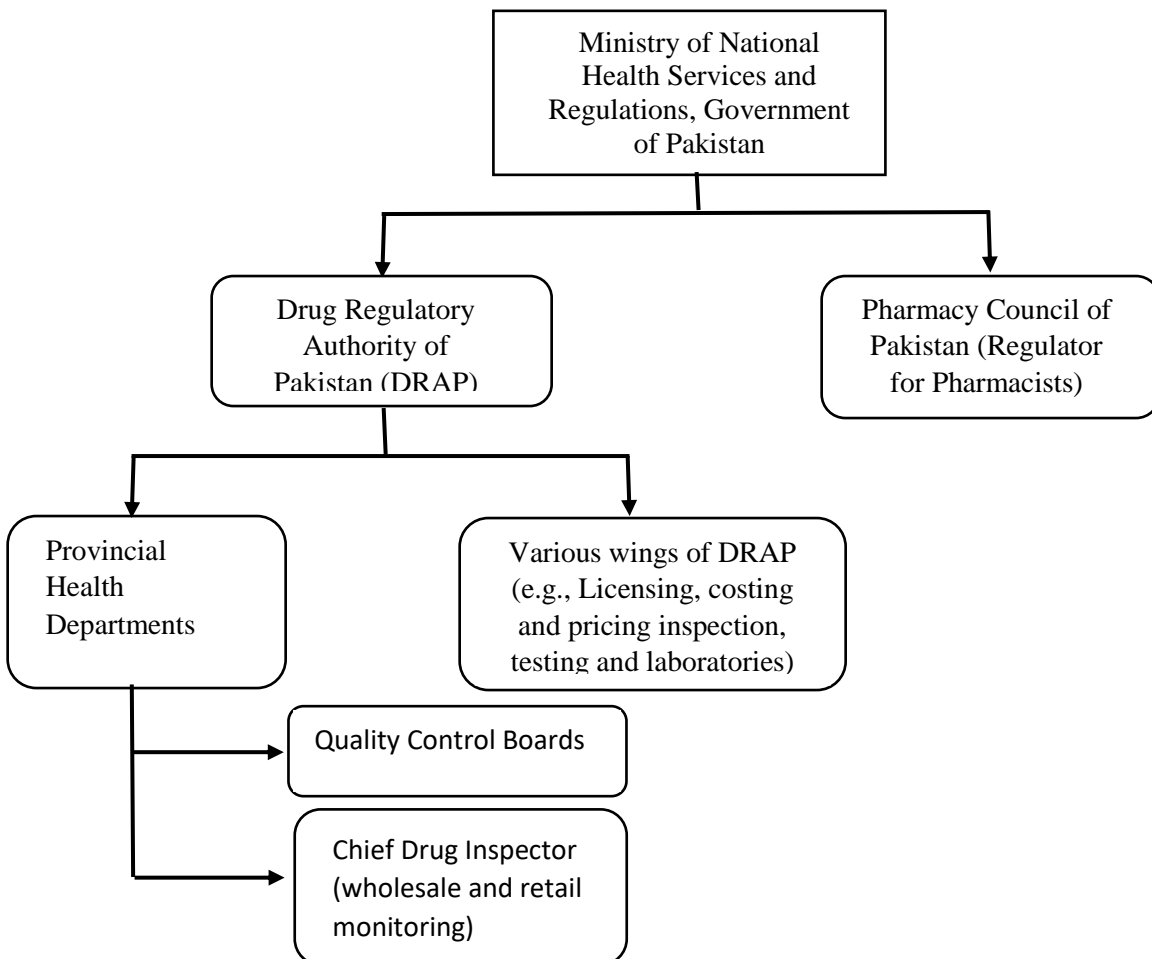 Ministry of National
Health Services and
Regulations, Government
of Pakistan
Drug Regulatory
Authority of
Pakistan (DRAP)
Pharmacy Council of
Pakistan (Regulator
for Pharmacists)
Provincial
Health
Departments
Various wings of DRAP
(e.g., Licensing, costing
and pricing inspection,
testing and laboratories)
Quality Control Boards
Chief Drug Inspector
(wholesale and retail
monitoring)